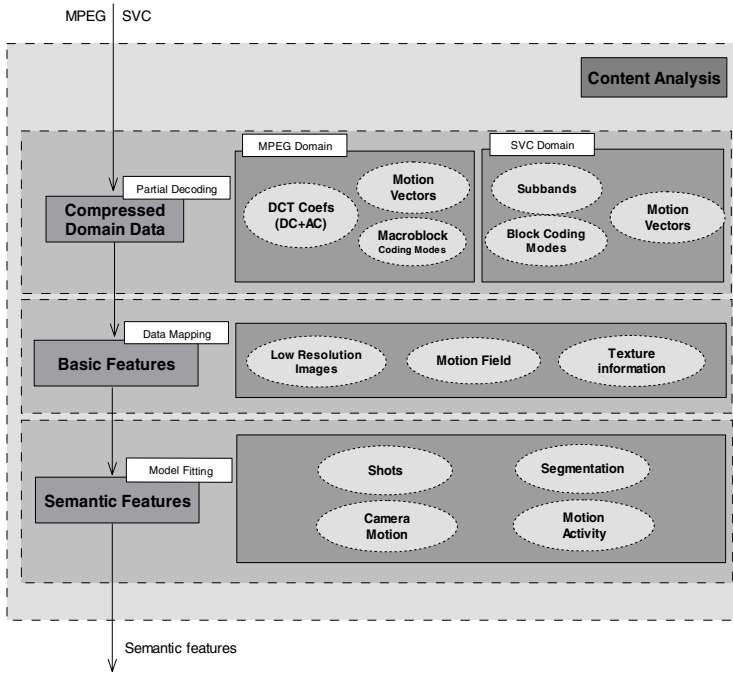 MPEG SVC
Content Analysis
Partial Decoding
Compressed
Domain Data
MPEG Domain
DCT Coefs
(DC+AC)
Motion
Vectors
Macroblock
Coding Modes
SVC Domain
Subbands
Block Coding
Modes
Motion
Vectors
Data Mapping
Basic Features
Low Resolution
Images
Motion Field
Texture
information
Model Fitting
Semantic Features
Shots
Segmentation
Camera
Motion
Motion
Activity
Semantic features